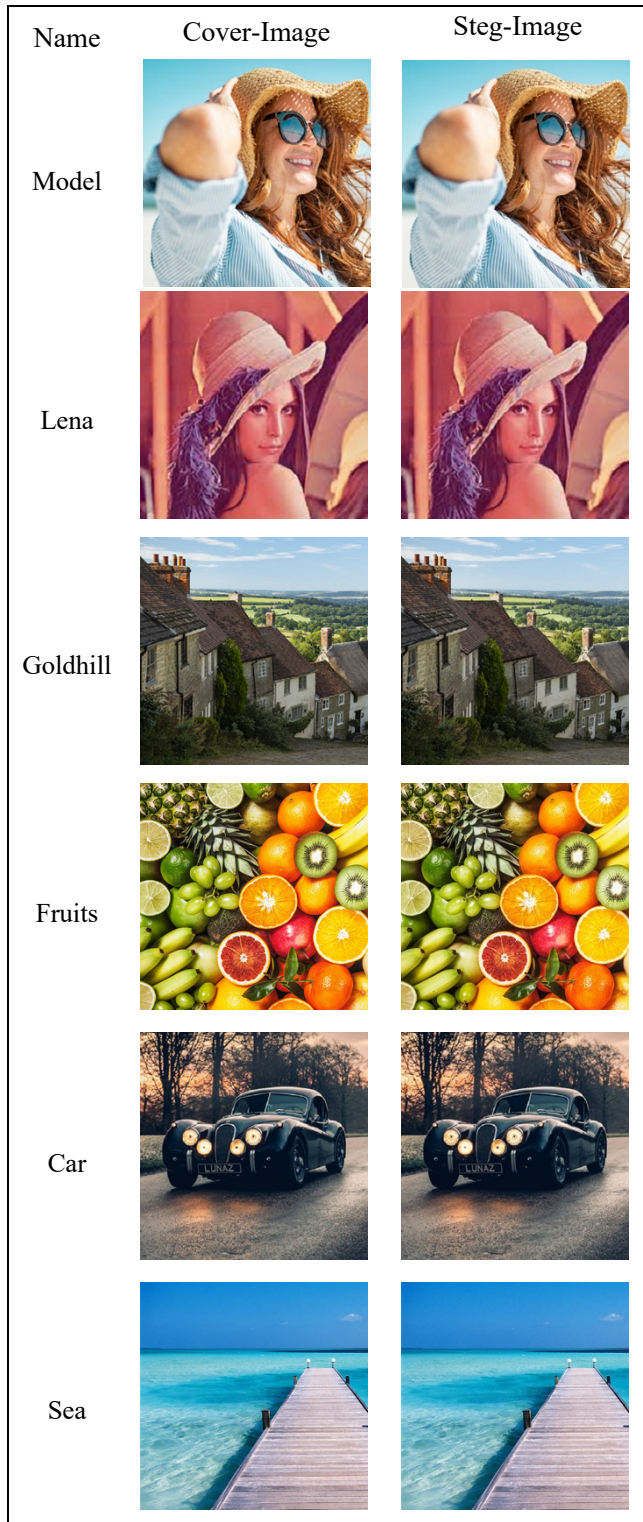 Name Cover-Image Steg-Image
Model
Lena
Goldhill
Fruits
Car
LUNAZ LUNAZ
Sea